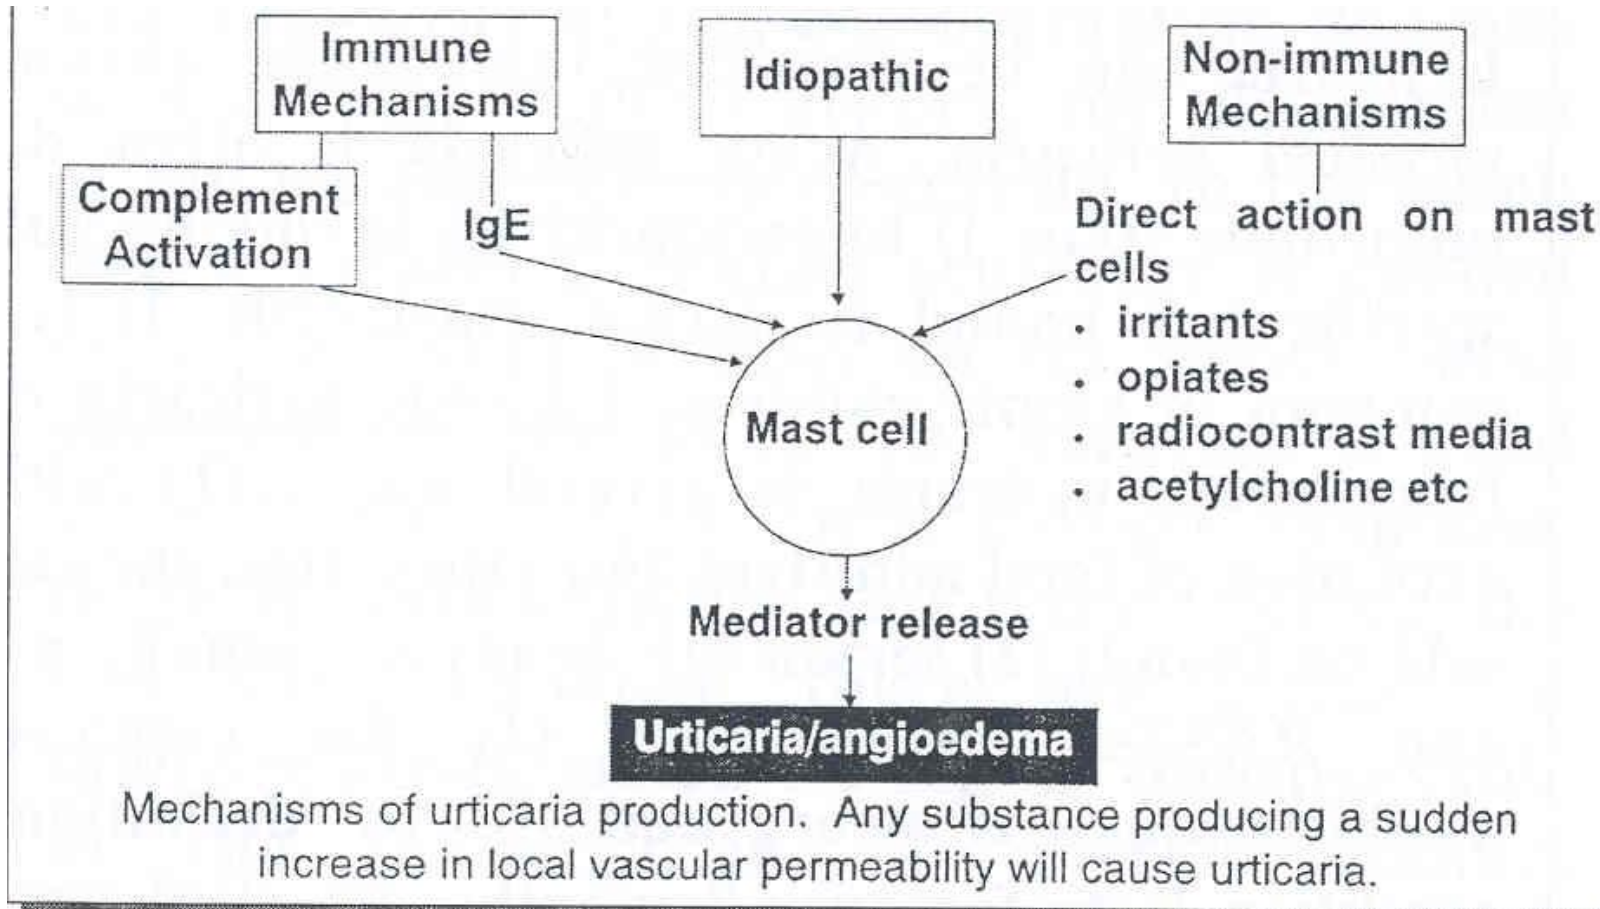 Immune
Mechanisms
Idiopathic
Non-immune
Mechanisms
Complement
Activation
IgE
Direct action on mast
cells
• irritants
• opiates
• radiocontrast media
• acetylcholine etc
Mast cell
Mediator release
Urticaria/angioedema
Mechanisms of urticaria production. Any substance producing a sudden
increase in local vascular permeability will cause urticaria.